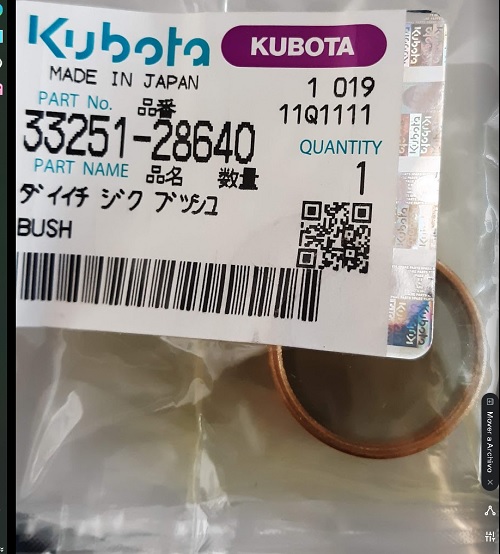 Kubota KUBOTA
MADE IN JAPAN
1 019
PART No. 品番
11Q1111
33251-28640
QUANTITY
PART NAME 品名 数量
1
ダイイチ ジク ブッシュ
BUSH
Kubota
Mover a Archivo